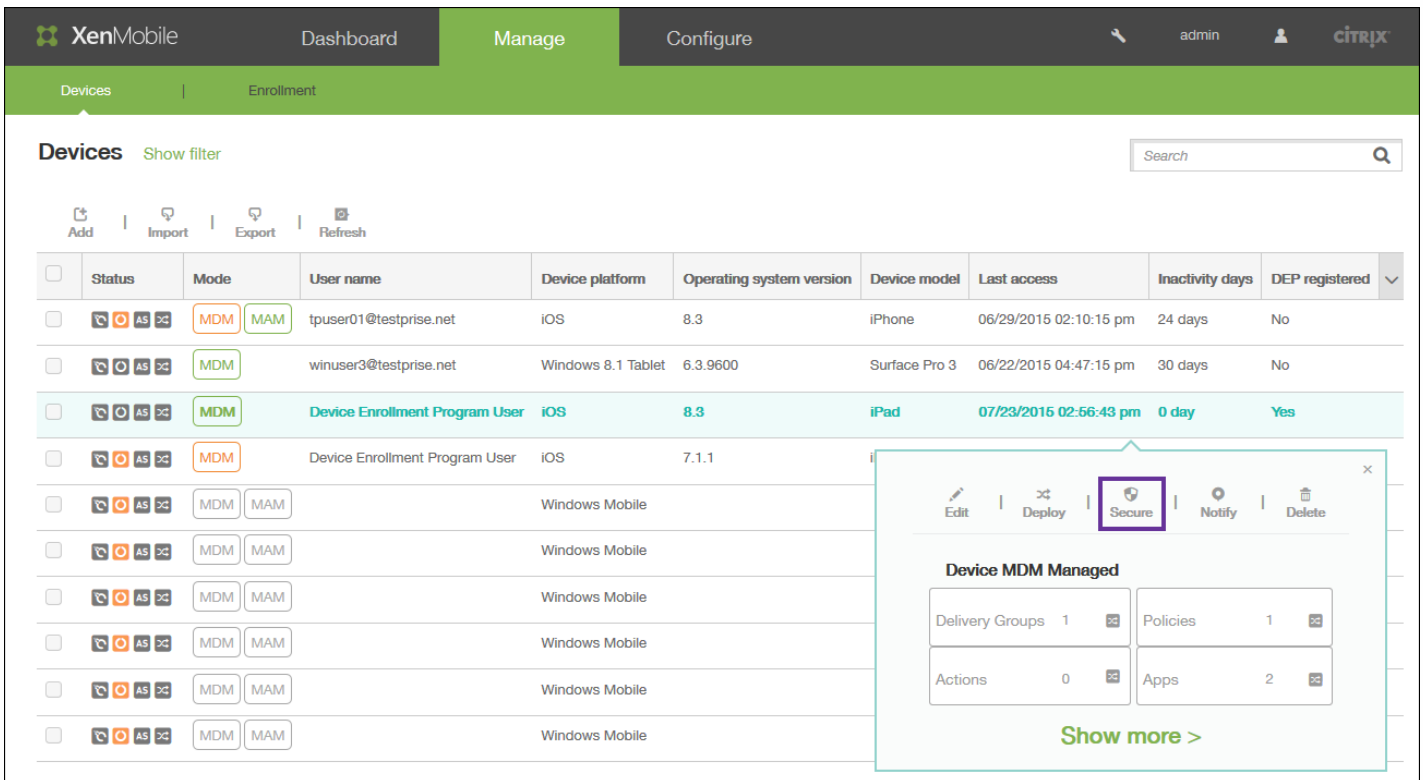 XenMobile Dashboard Manage Configure admin CİTRIX
Devices | Enrollment
Devices Show filter Search
Add | Import | Export | Refresh
Status Mode User name Device platform Operating system version Device model Last access Inactivity days DEP registered
AS MDM MAM tpuser01@testprise.net iOS 8.3 iPhone 06/29/2015 02:10:15 pm 24 days No
AS MDM winuser3@testprise.net Windows 8.1 Tablet 6.3.9600 Surface Pro 3 06/22/2015 04:47:15 pm 30 days No
AS MDM Device Enrollment Program User iOS 8.3 iPad 07/23/2015 02:56:43 pm 0 day Yes
AS MDM Device Enrollment Program User iOS 7.1.1
AS MDM MAM Windows Mobile
AS MDM MAM Windows Mobile
AS MDM MAM Windows Mobile
AS MDM MAM Windows Mobile
AS MDM MAM Windows Mobile
AS MDM MAM Windows Mobile
×
Edit | Deploy | Secure | Notify | Delete
Device MDM Managed
Delivery Groups 1 Policies 1
Actions 0 Apps 2
Show more >